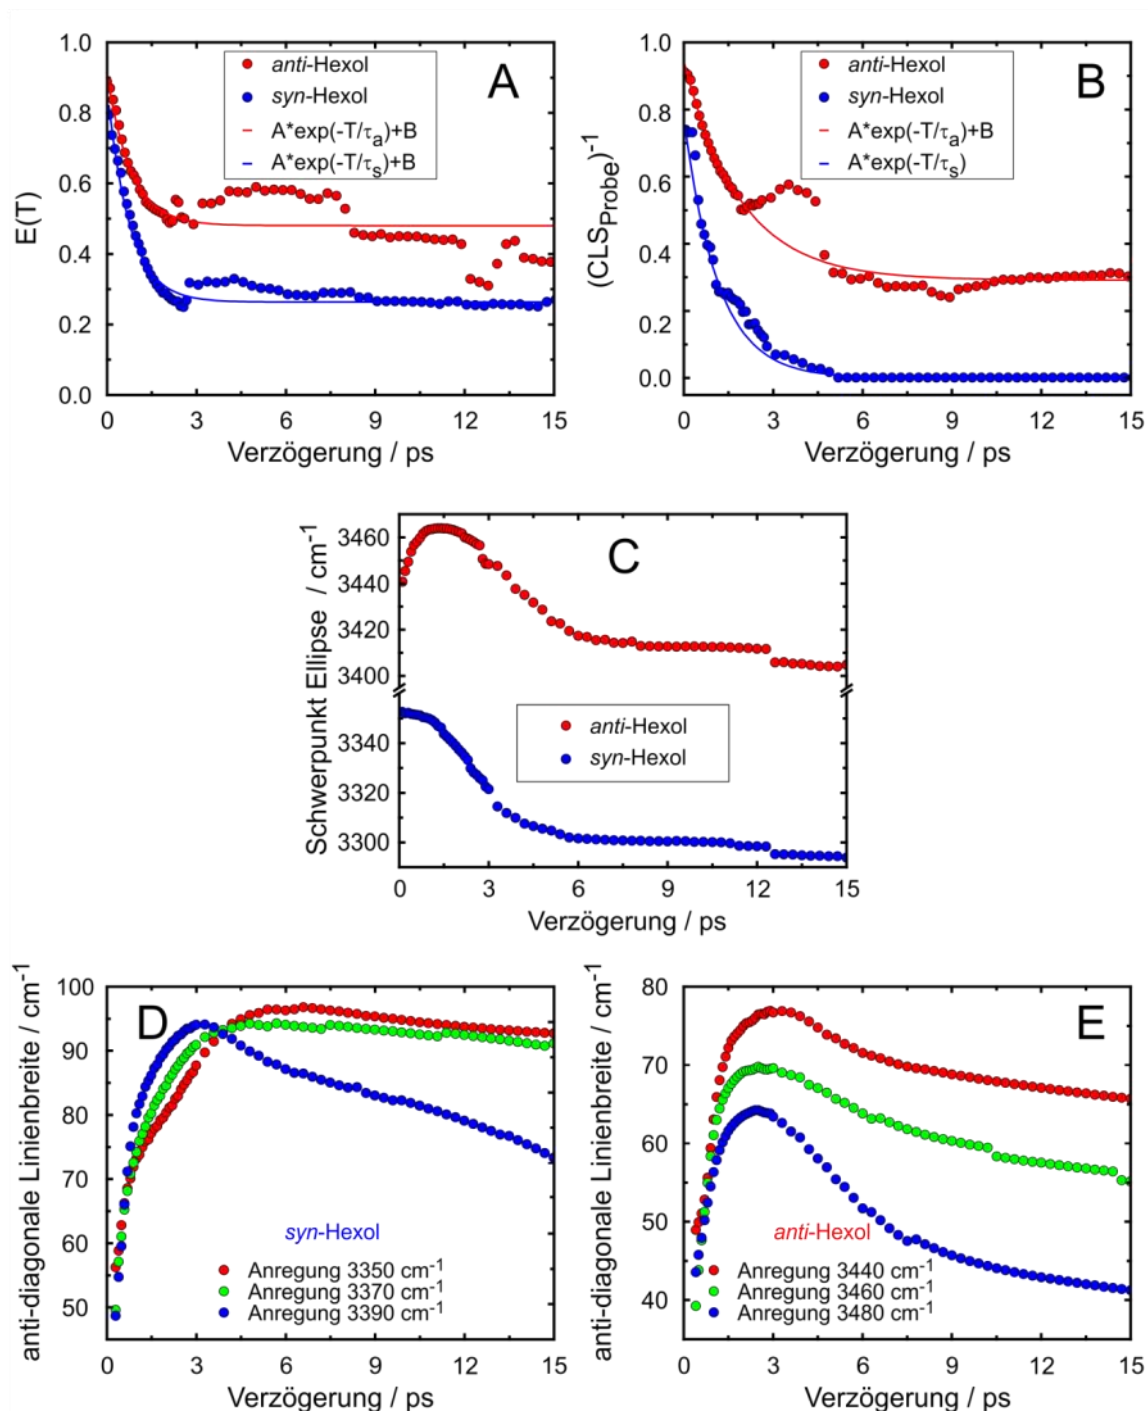 A
anti-Hexol
syn-Hexol
A*exp(-T/τa)+B
A*exp(-T/τs)+B
E(T)
1.0
0.8
0.6
0.4
0.2
0.0
0 3 6 9 12 15
Verzögerung / ps
B
anti-Hexol
syn-Hexol
A*exp(-T/τa)+B
A*exp(-T/τs)
(CLSProbe)-1
1.0
0.8
0.6
0.4
0.2
0.0
0 3 6 9 12 15
Verzögerung / ps
C
Schwerpunkt Ellipse / cm-1
3460
3440
3420
3400
3340
3320
3300
anti-Hexol
syn-Hexol
0 3 6 9 12 15
Verzögerung / ps
D
anti-diagonale Linienbreite / cm-1
100
90
80
70
60
50
syn-Hexol
Anregung 3350 cm-1
Anregung 3370 cm-1
Anregung 3390 cm-1
0 3 6 9 12 15
Verzögerung / ps
E
anti-diagonale Linienbreite / cm-1
80
70
60
50
40
anti-Hexol
Anregung 3440 cm-1
Anregung 3460 cm-1
Anregung 3480 cm-1
0 3 6 9 12 15
Verzögerung / ps